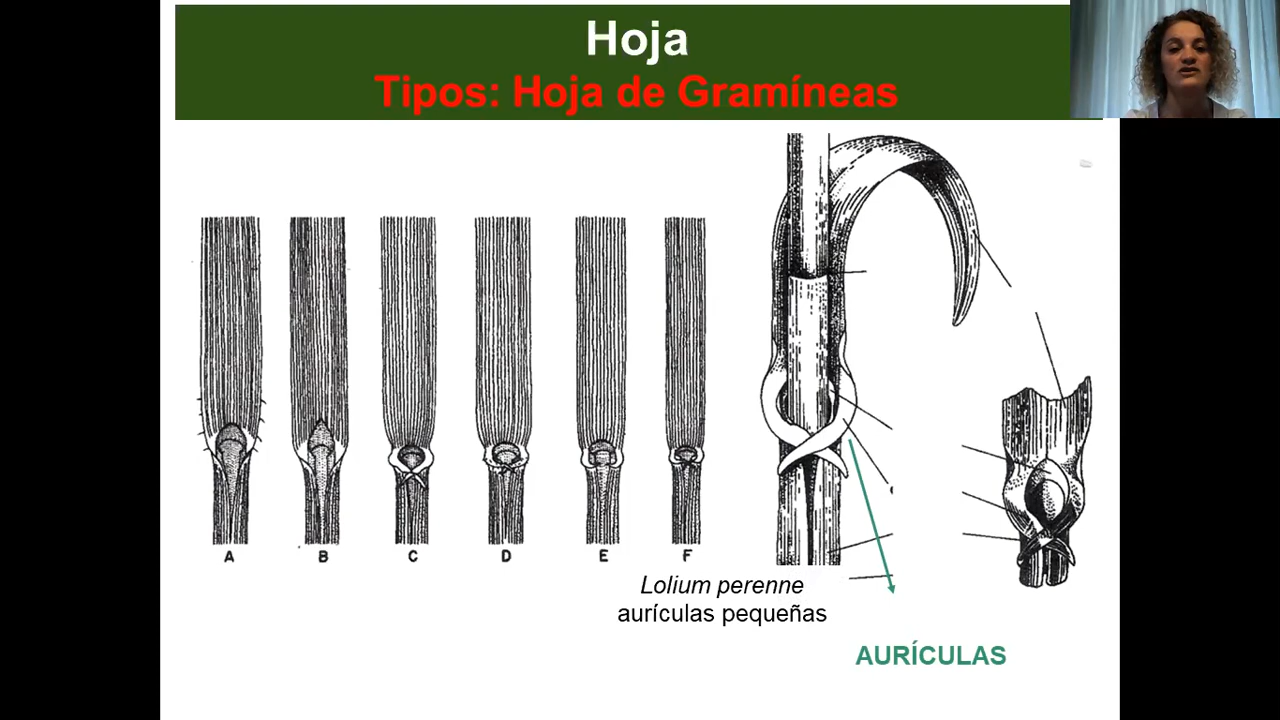 Hoja
Tipos: Hoja de Gramíneas
A B C D E F
Lolium perenne
aurículas pequeñas
AURÍCULAS